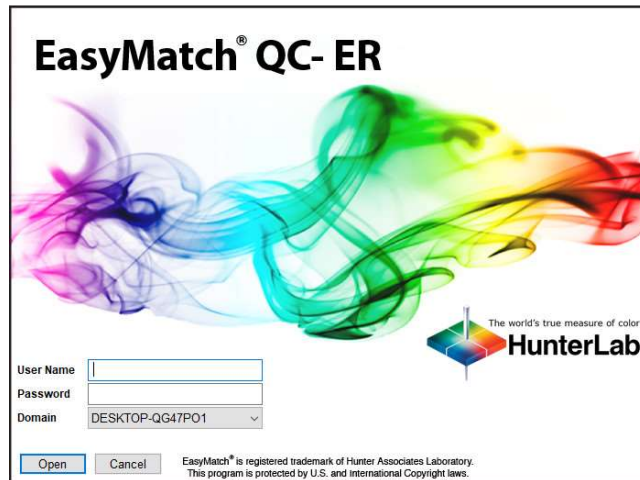 EasyMatch® QC- ER
The world's true measure of color
HunterLab
User Name
Password
Domain DESKTOP-QG47PO1
Open Cancel
EasyMatch® is registered trademark of Hunter Associates Laboratory.
This program is protected by U.S. and International Copyright laws.